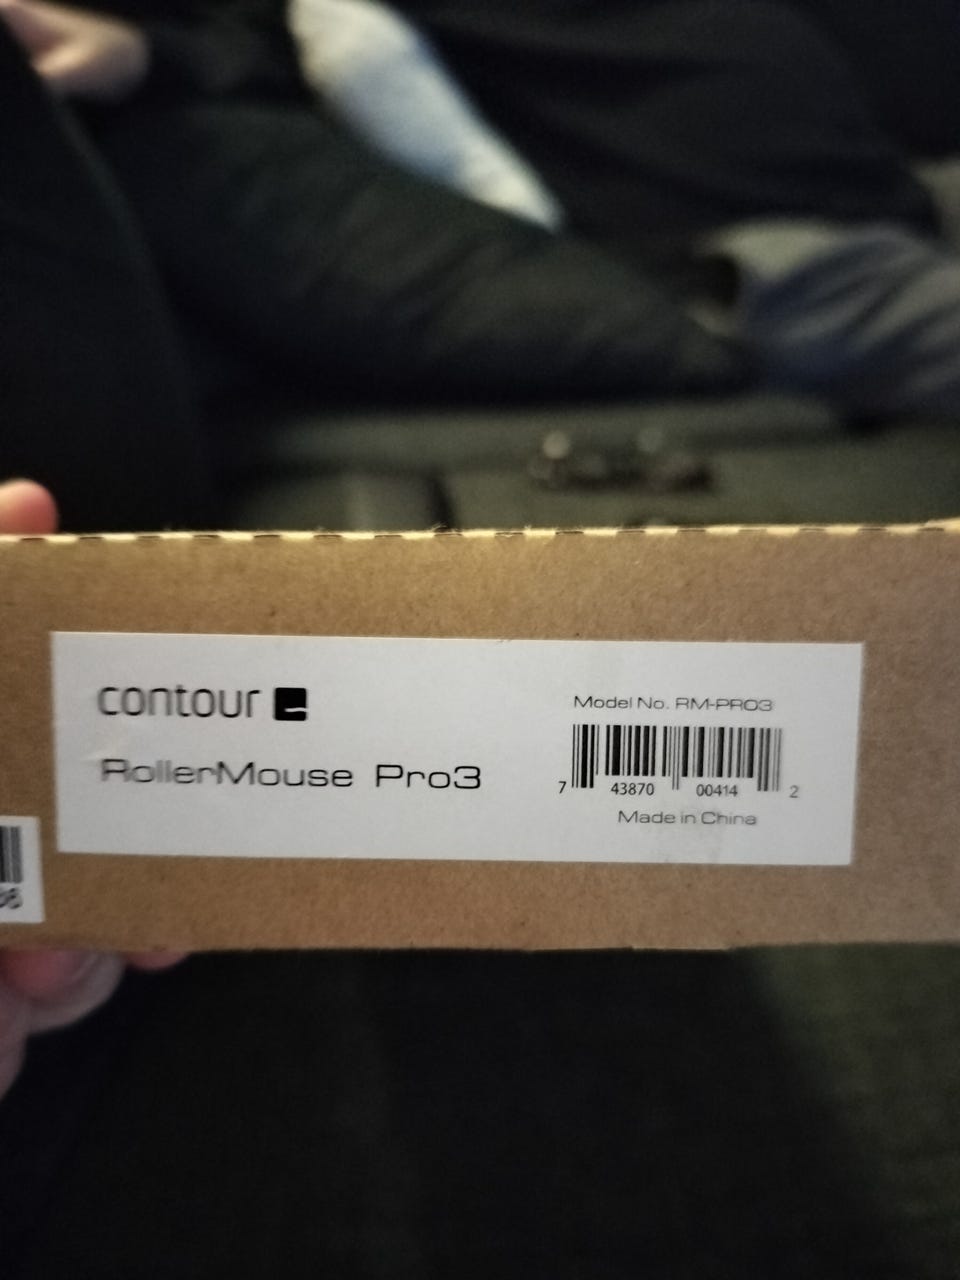 contour
RollerMouse Pro3
Model No. RM-PRO3
7 43870 00414 2
Made in China